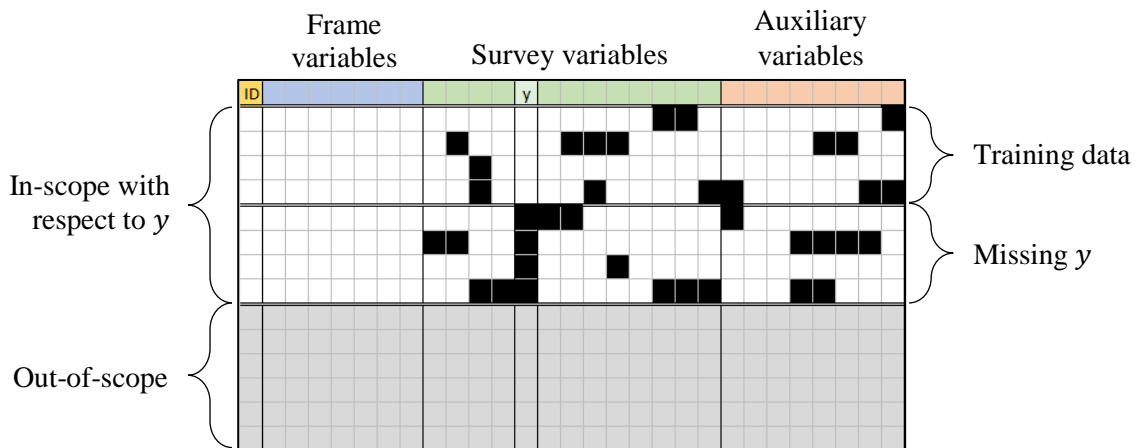 Frame
variables
Survey variables
Auxiliary
variables
ID
y
In-scope with
respect to y
Training data
Missing y
Out-of-scope